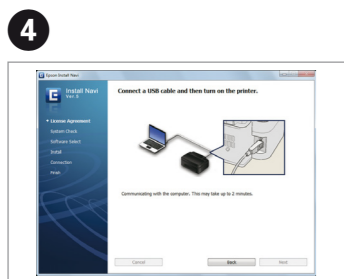 4
Epson Install Navi
Install Navi
Ver. 5
Connect a USB cable and then turn on the printer.
License Agreement
System Check
Software Select
Install
Connection
Finish
Communicating with the computer. This may take up to 2 minutes.
Cancel
Back
Next